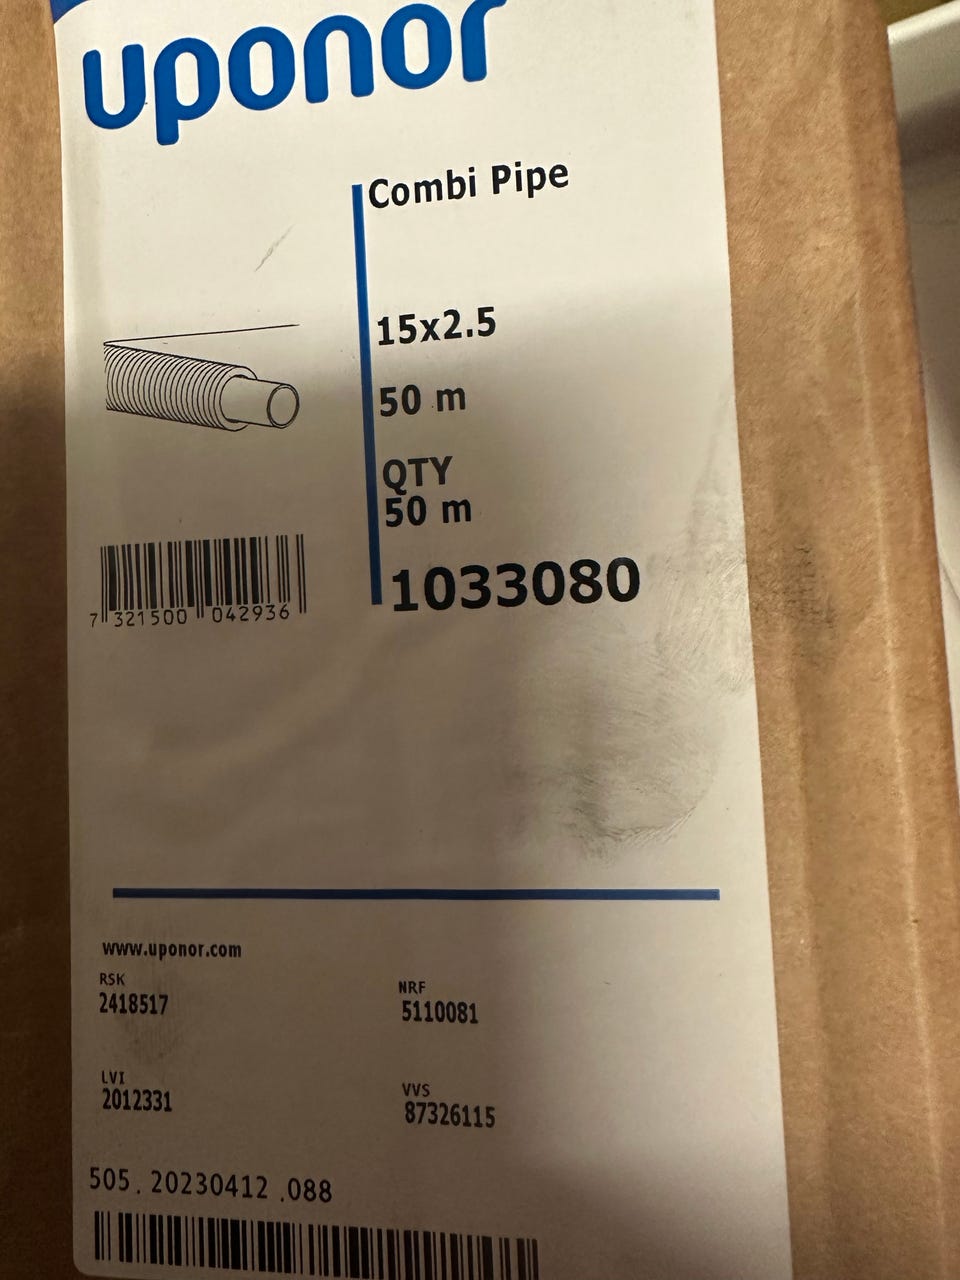 uponor
Combi Pipe
15x2.5
50 m
QTY
50 m
1033080
7 321500 042936
www.uponor.com
RSK
2418517
NRF
5110081
LVI
2012331
VVS
87326115
505. 20230412 .088